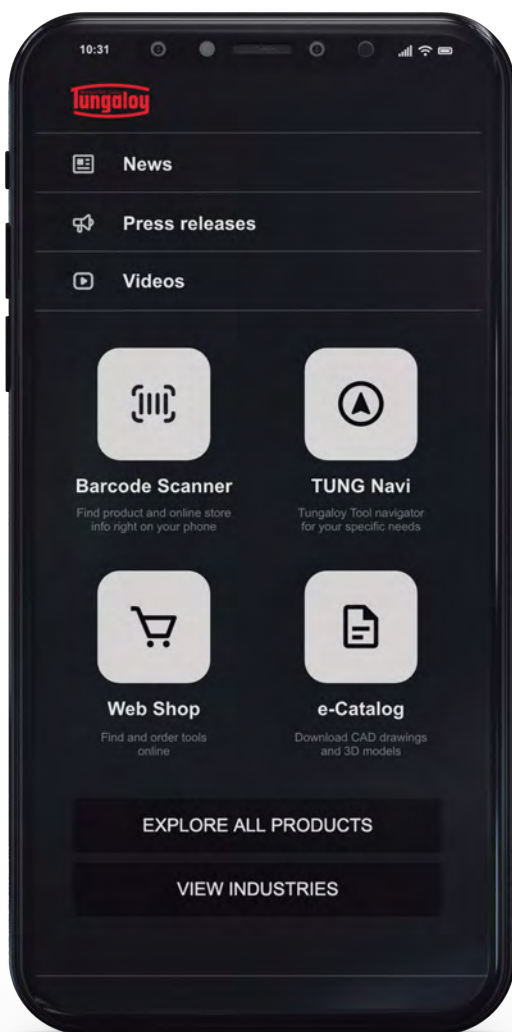 10:31
Tungaloy
News
Press releases
Videos
Barcode Scanner
Find product and online store
info right on your phone
TUNG Navi
Tungaloy Tool navigator
for your specific needs
Web Shop
Find and order tools
online
e-Catalog
Download CAD drawings
and 3D models
EXPLORE ALL PRODUCTS
VIEW INDUSTRIES